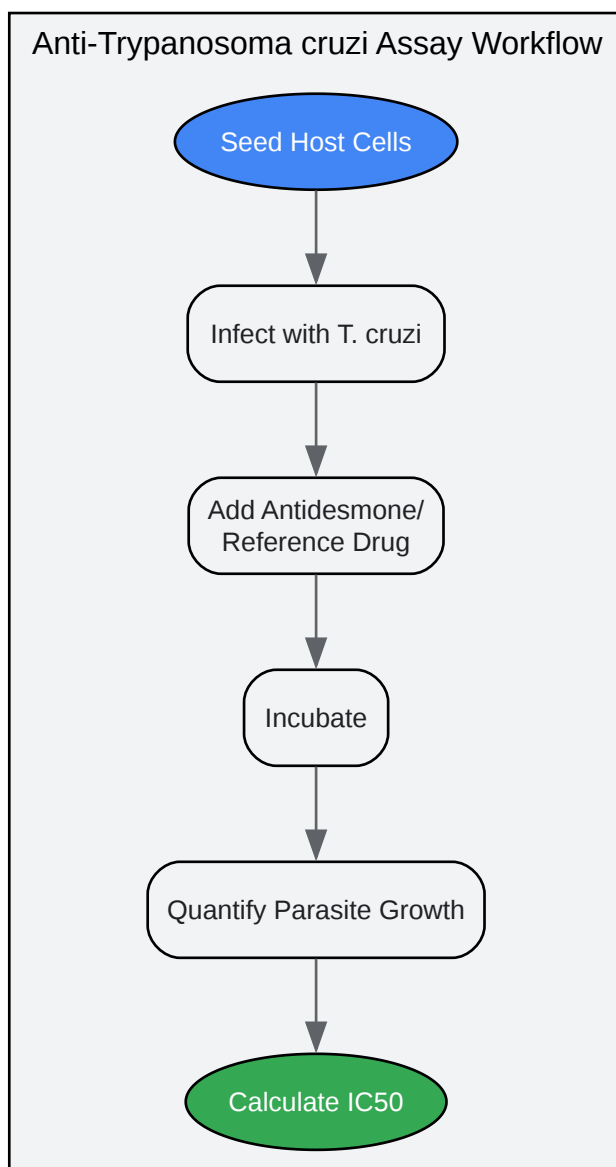 Anti-Trypanosoma cruzi Assay Workflow
Seed Host Cells
Infect with T. cruzi
Add Antidesmone/
Reference Drug
Incubate
Quantify Parasite Growth
Calculate IC50